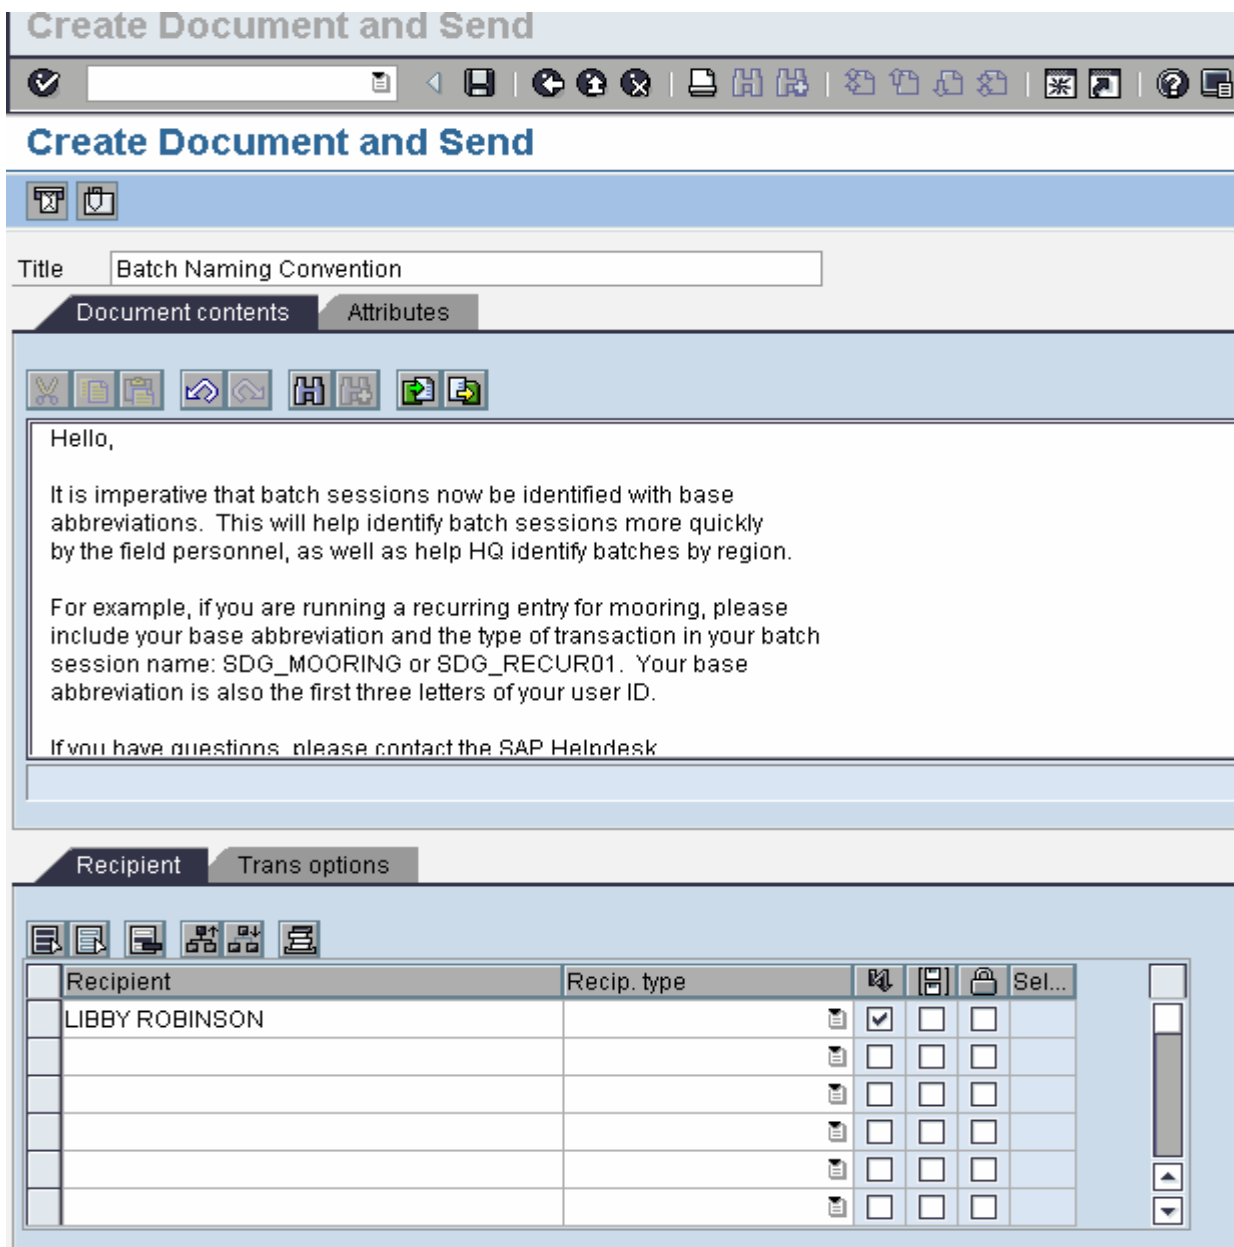 Create Document and Send
Create Document and Send
Title Batch Naming Convention
Document contents Attributes
Hello,
It is imperative that batch sessions now be identified with base
abbreviations.  This will help identify batch sessions more quickly
by the field personnel, as well as help HQ identify batches by region.
For example, if you are running a recurring entry for mooring, please
include your base abbreviation and the type of transaction in your batch
session name: SDG_MOORING or SDG_RECUR01.  Your base
abbreviation is also the first three letters of your user ID.
If you have questions, please contact the SAP Helpdesk
Recipient Trans options
Recipient Recip. type Sel...
LIBBY ROBINSON